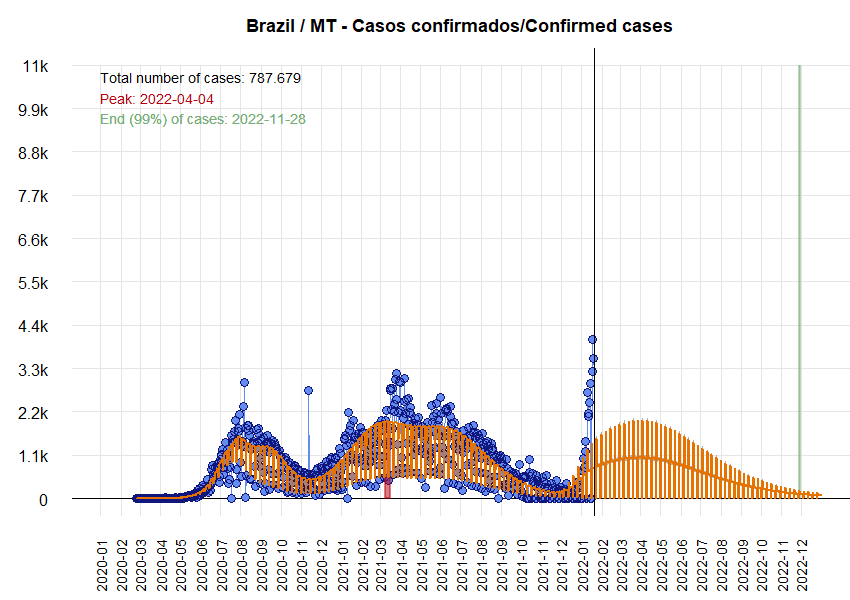 Brazil / MT - Casos confirmados/Confirmed cases
11k
9.9k
8.8k
7.7k
6.6k
5.5k
4.4k
3.3k
2.2k
1.1k
0
Total number of cases: 787.679
Peak: 2022-04-04
End (99%) of cases: 2022-11-28
2020-01
2020-02
2020-03
2020-04
2020-05
2020-06
2020-07
2020-08
2020-09
2020-10
2020-11
2020-12
2021-01
2021-02
2021-03
2021-04
2021-05
2021-06
2021-07
2021-08
2021-09
2021-10
2021-11
2021-12
2022-01
2022-02
2022-03
2022-04
2022-05
2022-06
2022-07
2022-08
2022-09
2022-10
2022-11
2022-12